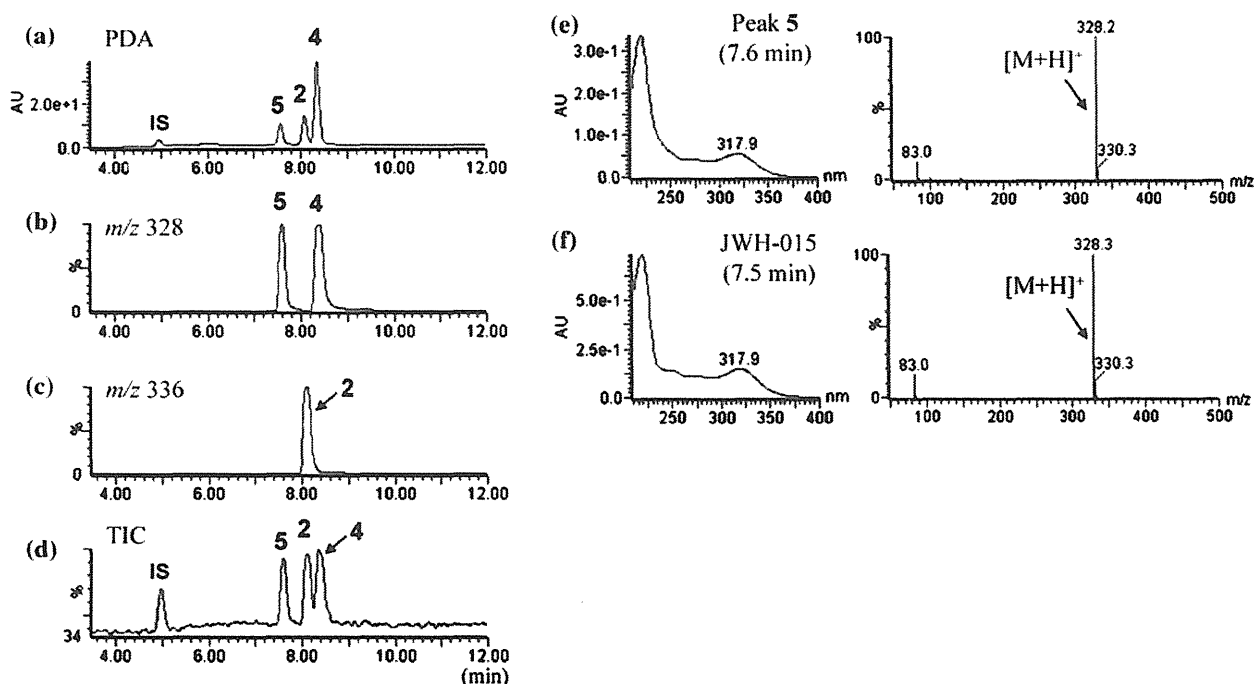 (a) PDA
AU
2.0e+1
0.0
IS
5
2
4
4.00 6.00 8.00 10.00 12.00
(b) m/z 328
%
0
5
4
4.00 6.00 8.00 10.00 12.00
(c) m/z 336
%
0
2
4.00 6.00 8.00 10.00 12.00
(d) TIC
%
34
IS
5
2
4
4.00 6.00 8.00 10.00 12.00
(min)
(e) Peak 5
(7.6 min)
AU
3.0e-1
2.0e-1
1.0e-1
0.0
317.9
nm
250 300 350 400
100
%
0
328.2
[M+H]+
330.3
83.0
m/z
100 200 300 400 500
(f) JWH-015
(7.5 min)
AU
5.0e-1
2.5e-1
0.0
317.9
nm
250 300 350 400
100
%
0
328.3
[M+H]+
330.3
83.0
m/z
100 200 300 400 500